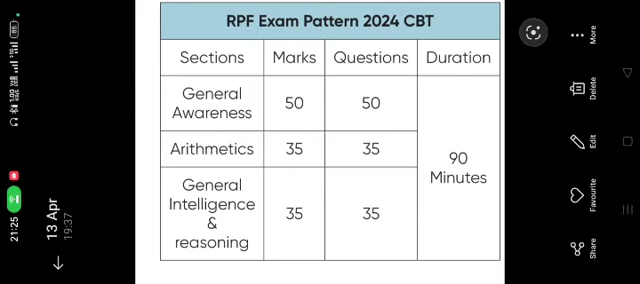 RPF Exam Pattern 2024 CBT
Sections Marks Questions Duration
General
Awareness
50 50
Arithmetics 35 35
90
Minutes
General
Intelligence
&
reasoning
35 35
21:25
13 Apr
19:37
More
Delete
Edit
Favourite
Share